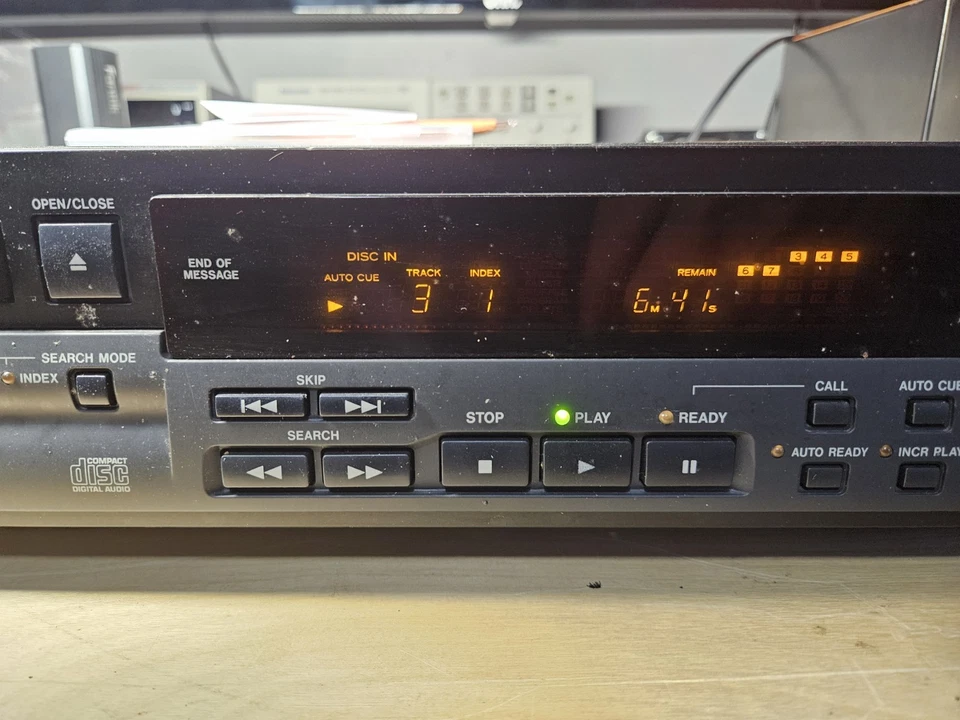 OPEN/CLOSE
END OF
MESSAGE
DISC IN
AUTO CUE
TRACK
INDEX
3
1
REMAIN
6M 41S
3 4 5
6 7
SEARCH MODE
INDEX
SKIP
SEARCH
STOP
PLAY
READY
CALL
AUTO CUE
AUTO READY
INCR PLAY
COMPACT
disc
DIGITAL AUDIO